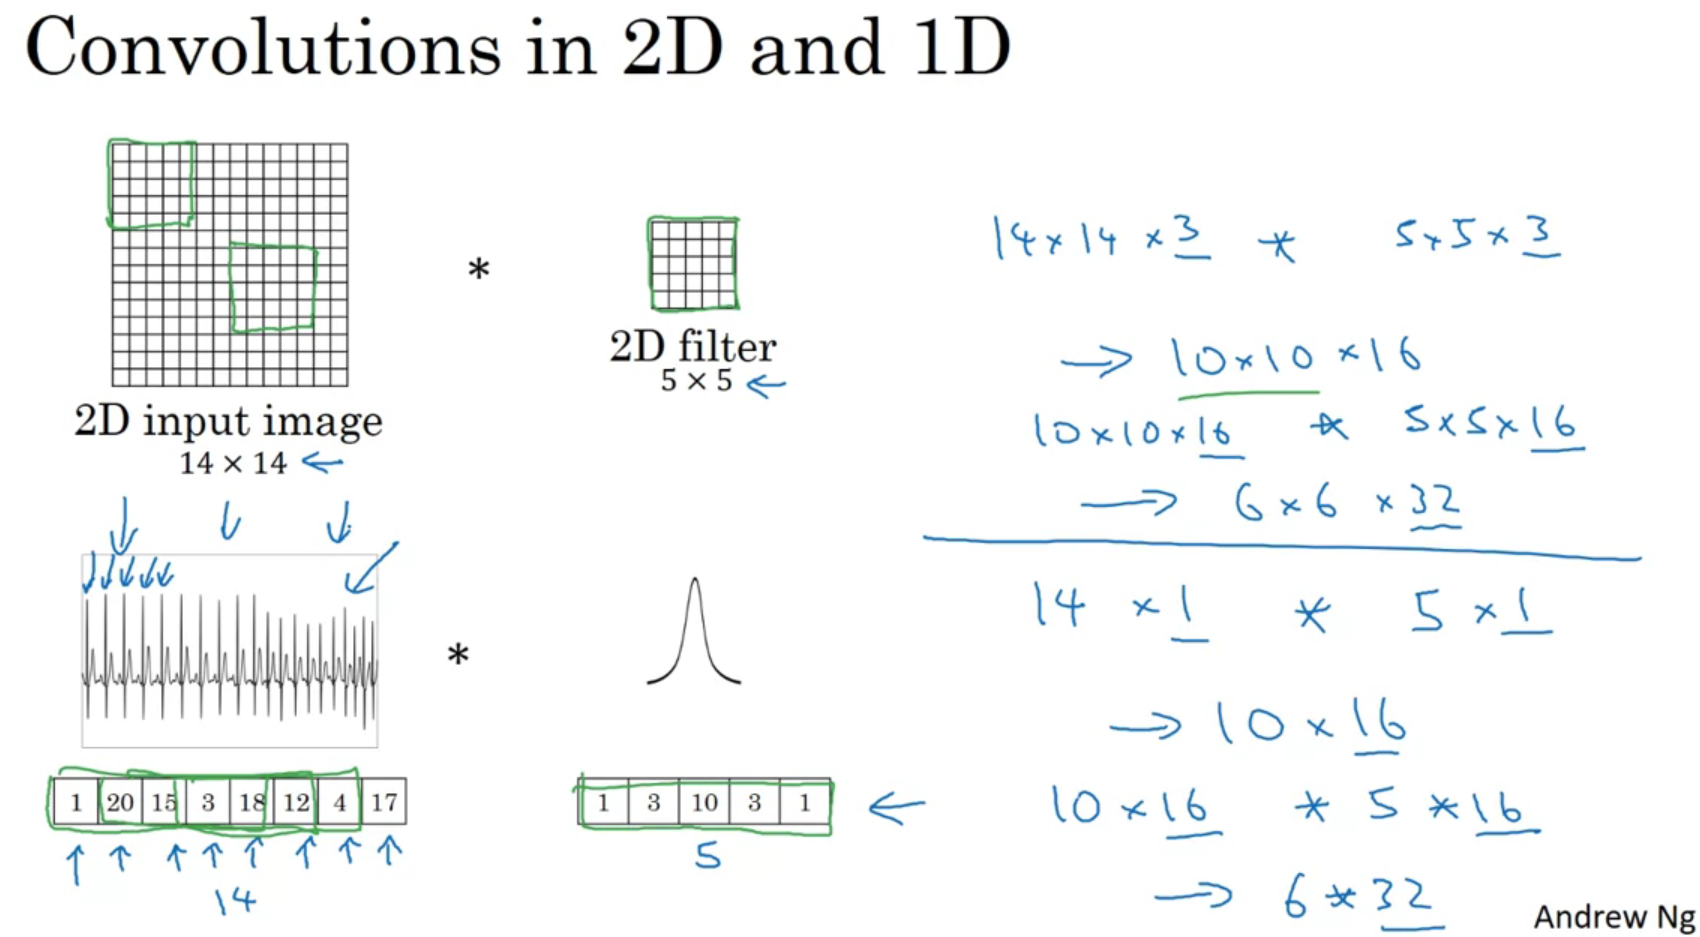 Convolutions in 2D and 1D
*
2D filter
5 × 5 ←
2D input image
14 × 14 ←
14 × 14 × 3 * 5 × 5 × 3
→ 10 × 10 × 16
10 × 10 × 16 * 5 × 5 × 16
→ 6 × 6 × 32
*
1 20 15 3 18 12 4 17
14
1 3 10 3 1 ←
5
14 × 1 * 5 × 1
→ 10 × 16
10 × 16 * 5 * 16
→ 6 * 32
Andrew Ng